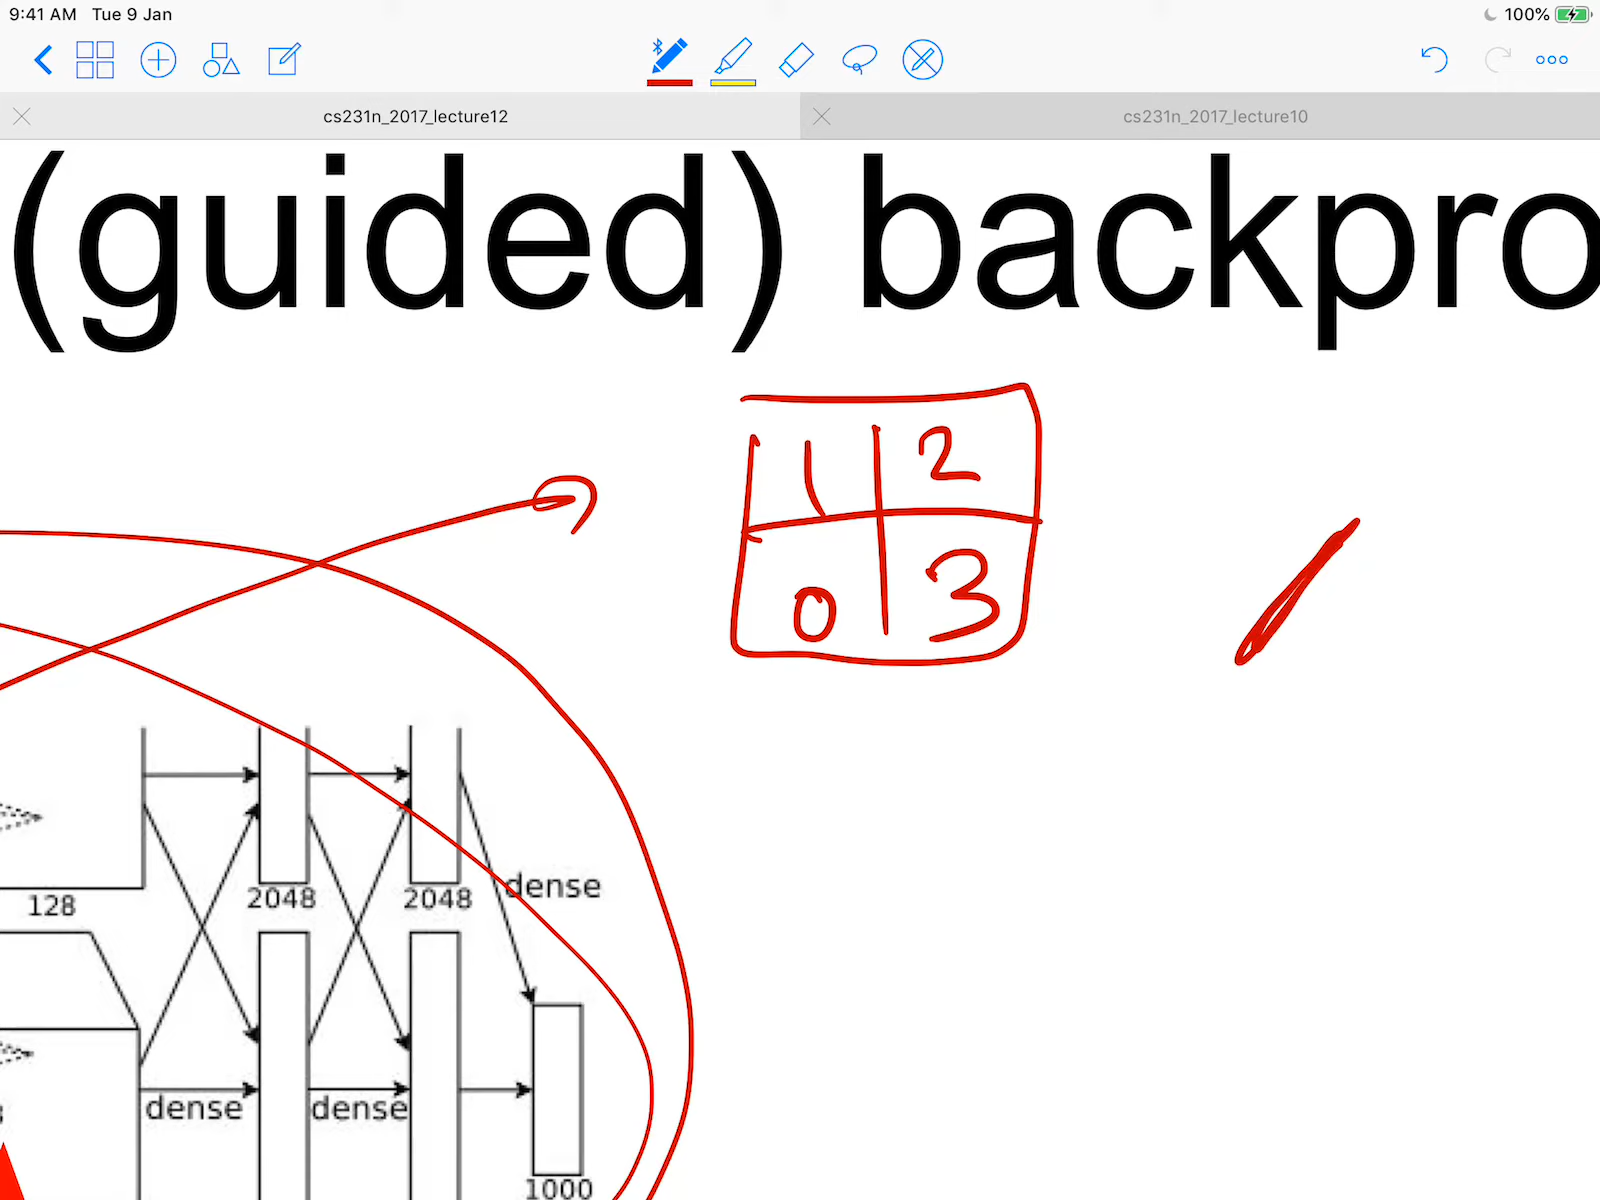 9:41 AM Tue 9 Jan 100%
cs231n_2017_lecture12 cs231n_2017_lecture10
(guided) backpro
1 2
0 3
128 2048 2048 dense
dense dense
1000